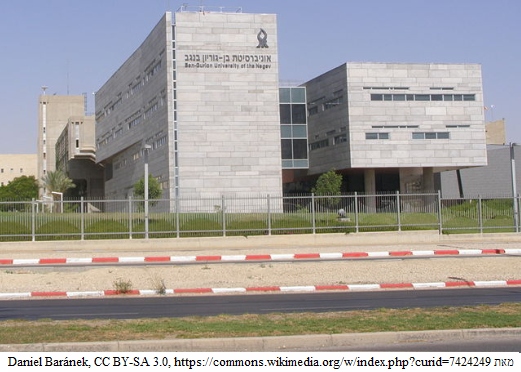 אוניברסיטת בן-גוריון בנגב
Ben-Gurion University of the Negev
Daniel Baránek, CC BY-SA 3.0, https://commons.wikimedia.org/w/index.php?curid=7424249 מאת